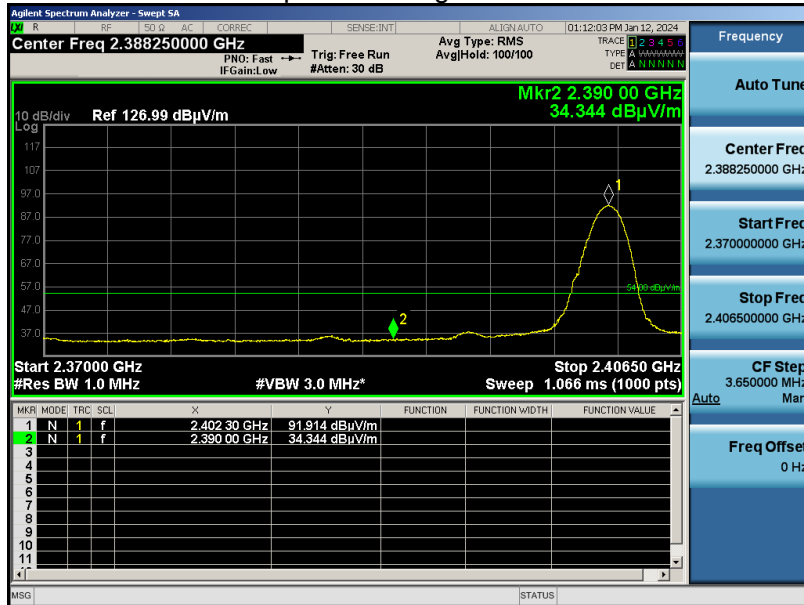 Agilent Spectrum Analyzer - Swept SA
LXI R RF 50 Ω AC CORREC SENSE:INT ALIGN AUTO 01:12:03 PM Jan 12, 2024
Center Freq 2.388250000 GHz
PNO: Fast
IFGain:Low
Trig: Free Run
#Atten: 30 dB
Avg Type: RMS
Avg|Hold: 100/100
TRACE 1 2 3 4 5 6
TYPE A
DET A N N N N N
Mkr2 2.390 00 GHz
34.344 dBµV/m
10 dB/div Ref 126.99 dBµV/m
Log
117
107
97.0
87.0
77.0
67.0
57.0
47.0
37.0
1
54.00 dBµV/m
2
Start 2.37000 GHz Stop 2.40650 GHz
#Res BW 1.0 MHz #VBW 3.0 MHz* Sweep 1.066 ms (1000 pts)
MKR MODE TRC SCL X Y FUNCTION FUNCTION WIDTH FUNCTION VALUE
1 N 1 f 2.402 30 GHz 91.914 dBµV/m
2 N 1 f 2.390 00 GHz 34.344 dBµV/m
3
4
5
6
7
8
9
10
11
MSG STATUS
Frequency
Auto Tune
Center Freq
2.388250000 GHz
Start Freq
2.370000000 GHz
Stop Freq
2.406500000 GHz
CF Step
3.650000 MHz
Auto Man
Freq Offset
0 Hz